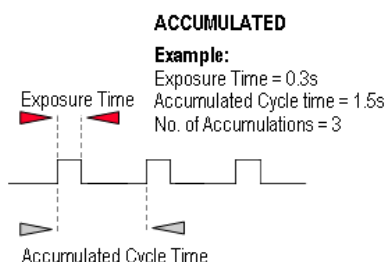 ACCUMULATED
Example:
Exposure Time = 0.3s
Accumulated Cycle time = 1.5s
No. of Accumulations = 3
Exposure Time
Accumulated Cycle Time